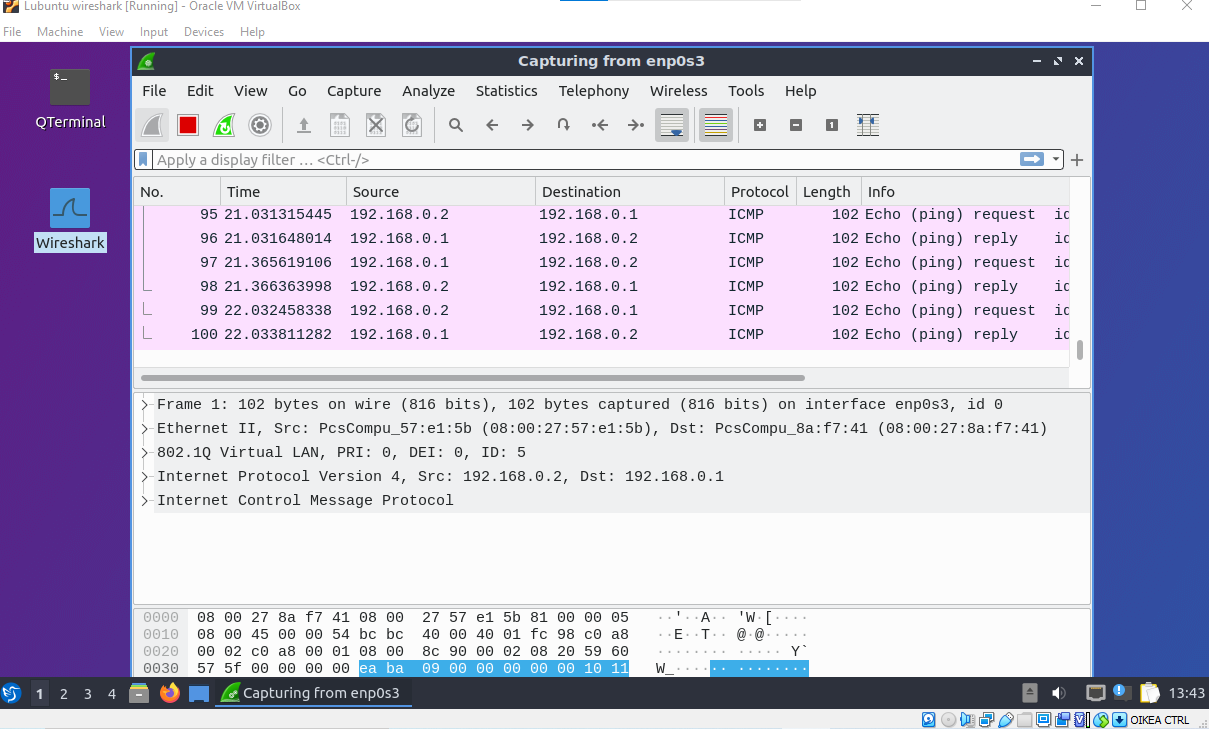 Lubuntu wireshark [Running] - Oracle VM VirtualBox
File Machine View Input Devices Help
$_
QTerminal
Wireshark
Capturing from enp0s3
File Edit View Go Capture Analyze Statistics Telephony Wireless Tools Help
Apply a display filter … <Ctrl-/>
No. Time Source Destination Protocol Length Info
95 21.031315445 192.168.0.2 192.168.0.1 ICMP 102 Echo (ping) request id
96 21.031648014 192.168.0.1 192.168.0.2 ICMP 102 Echo (ping) reply id
97 21.365619106 192.168.0.1 192.168.0.2 ICMP 102 Echo (ping) request id
98 21.366363998 192.168.0.2 192.168.0.1 ICMP 102 Echo (ping) reply id
99 22.032458338 192.168.0.2 192.168.0.1 ICMP 102 Echo (ping) request id
100 22.033811282 192.168.0.1 192.168.0.2 ICMP 102 Echo (ping) reply id
Frame 1: 102 bytes on wire (816 bits), 102 bytes captured (816 bits) on interface enp0s3, id 0
Ethernet II, Src: PcsCompu_57:e1:5b (08:00:27:57:e1:5b), Dst: PcsCompu_8a:f7:41 (08:00:27:8a:f7:41)
802.1Q Virtual LAN, PRI: 0, DEI: 0, ID: 5
Internet Protocol Version 4, Src: 192.168.0.2, Dst: 192.168.0.1
Internet Control Message Protocol
0000 08 00 27 8a f7 41 08 00 27 57 e1 5b 81 00 00 05 ··'··A·· 'W·[····
0010 08 00 45 00 00 54 bc bc 40 00 40 01 fc 98 c0 a8 ··E··T·· @·@·····
0020 00 02 c0 a8 00 01 08 00 8c 90 00 02 08 20 59 60 ········ ····· Y`
0030 57 5f 00 00 00 00 ea ba 09 00 00 00 00 00 10 11 W_······ ········
1 2 3 4 Capturing from enp0s3 13:43
OIKEA CTRL